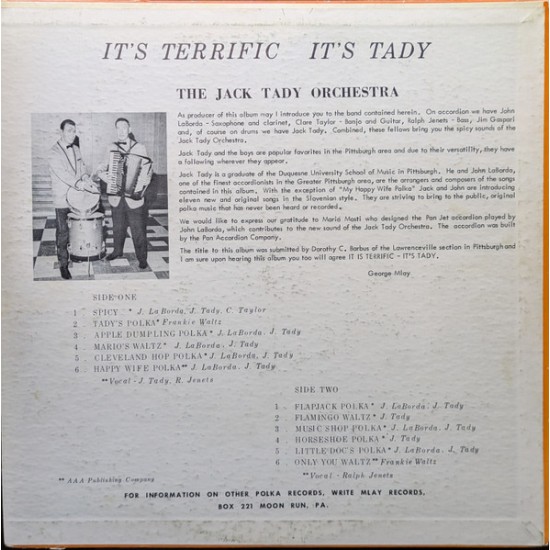 IT'S TERRIFIC IT'S TADY
THE JACK TADY ORCHESTRA
As producer of this album may I introduce you to the band contained herein. On accordion we have John
LaBorda - Saxophone and clarinet, Clare Taylor - Banjo and Guitar, Ralph Jenets - Bass, Jim Gaspari
and, of course on drums we have Jack Tady. Combined, these fellows bring you the spicy sounds of the
Jack Tady Orchestra.
Jack Tady and the boys are popular favorites in the Pittsburgh area and due to their versatility, they have
a following wherever they appear.
Jack Tady is a graduate of the Duquesne University School of Music in Pittsburgh. He and John LaBorda,
one of the finest accordionists in the Greater Pittsburgh area, are the arrangers and composers of the songs
contained in this album. With the exception of "My Happy Wife Polka" Jack and John are introducing
eleven new and original songs in the Slovenian style. They are striving to bring to the public, original
polka music that has never been heard or recorded.
We would like to express our gratitude to Mario Mosti who designed the Pan Jet accordion played by
John LaBorda, which contributes to the new sound of the Jack Tady Orchestra. The accordion was built
by the Pan Accordion Company.
The title to this album was submitted by Dorothy C. Barbus of the Lawrenceville section in Pittsburgh and
I am sure upon hearing this album you too will agree IT IS TERRIFIC - IT'S TADY.
George Mlay
SIDE ONE
1 SPICY * J. LaBorda, J. Tady, C. Taylor
2 TADY'S POLKA* Frankie Waltz
3 APPLE DUMPLING POLKA* J. LaBorda. J. Tady
4 MARIO'S WALTZ* J. LaBorda. J. Tady
5 CLEVELAND HOP POLKA* J. LaBorda, J. Tady
6 HAPPY WIFE POLKA** J. LaBorda. J. Tady
**Vocal - J. Tady, R. Jenets
SIDE TWO
1 FLAPJACK POLKA* J. LaBorda. J. Tady
2 FLAMINGO WALTZ* J. Tady
3 MUSIC SHOP POLKA* J. LaBorda. J. Tady
4 HORSESHOE POLKA* J. Tady
5 LITTLE DOC'S POLKA* J. LaBorda. J. Tady
6 ONLY YOU WALTZ** Frankie Waltz
**Vocal - Ralph Jenets
** AAA Publishing Company
FOR INFORMATION ON OTHER POLKA RECORDS, WRITE MLAY RECORDS,
BOX 221 MOON RUN, PA.